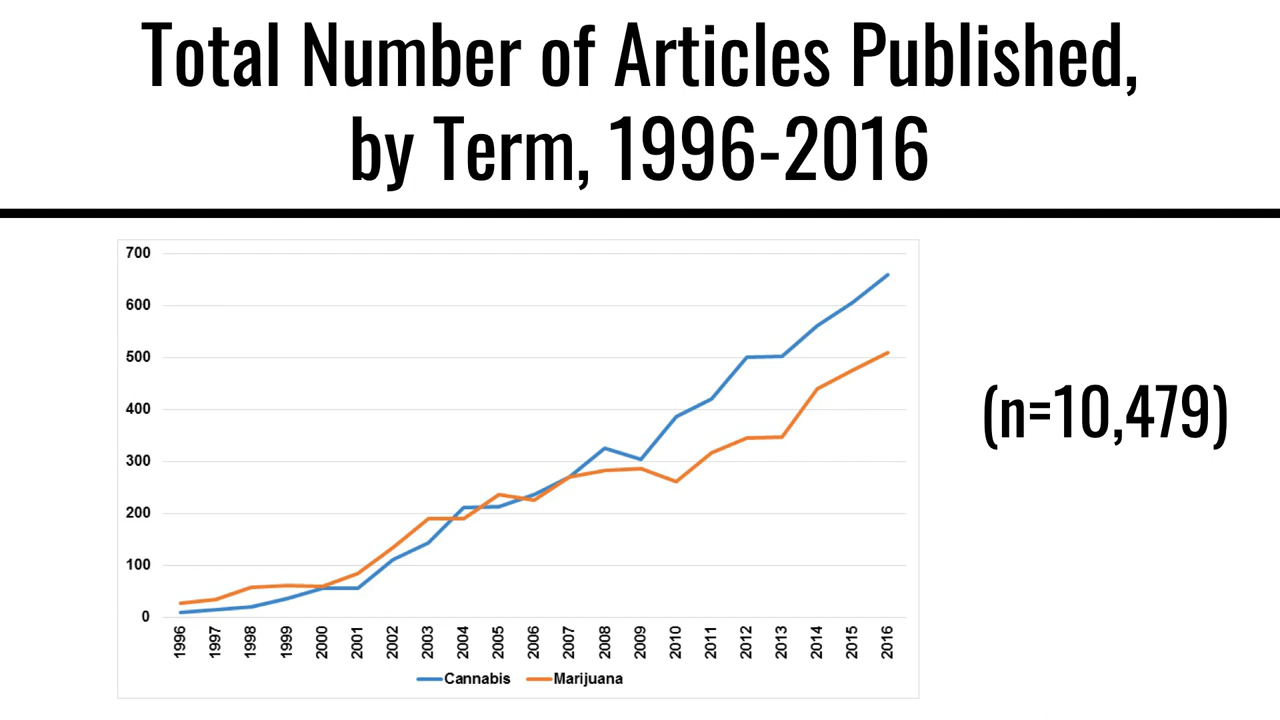 Total Number of Articles Published,
by Term, 1996-2016
700
600
500
400
300
200
100
0
1996 1997 1998 1999 2000 2001 2002 2003 2004 2005 2006 2007 2008 2009 2010 2011 2012 2013 2014 2015 2016
Cannabis Marijuana
(n=10,479)